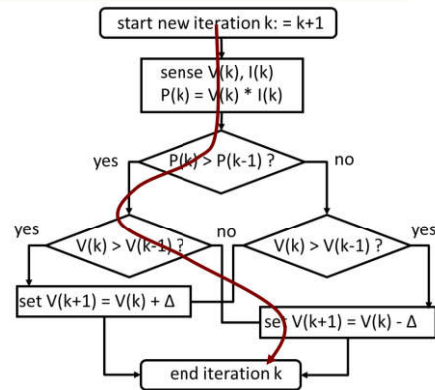 start new iteration k: = k+1
sense V(k), I(k)
P(k) = V(k) * I(k)
yes
P(k) > P(k-1) ?
no
yes
V(k) > V(k-1) ?
no
V(k) > V(k-1) ?
yes
set V(k+1) = V(k) + Δ
set V(k+1) = V(k) - Δ
end iteration k